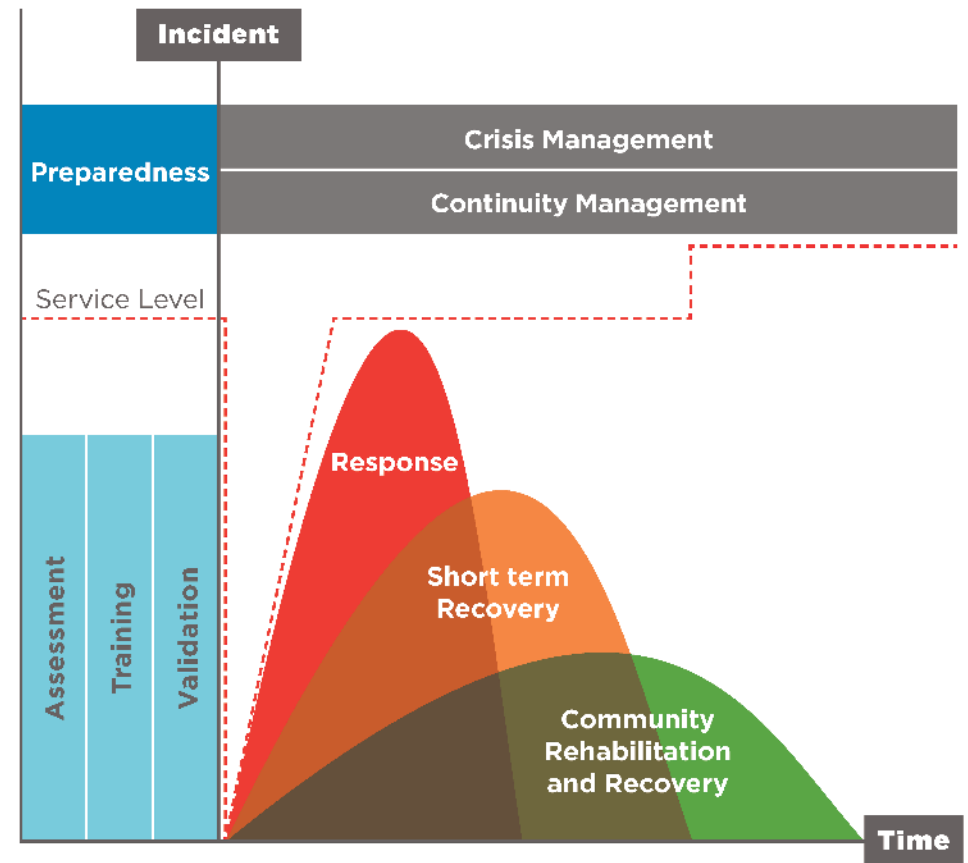 Incident
Preparedness
Crisis Management
Continuity Management
Service Level
Assessment
Training
Validation
Response
Short term
Recovery
Community
Rehabilitation
and Recovery
Time